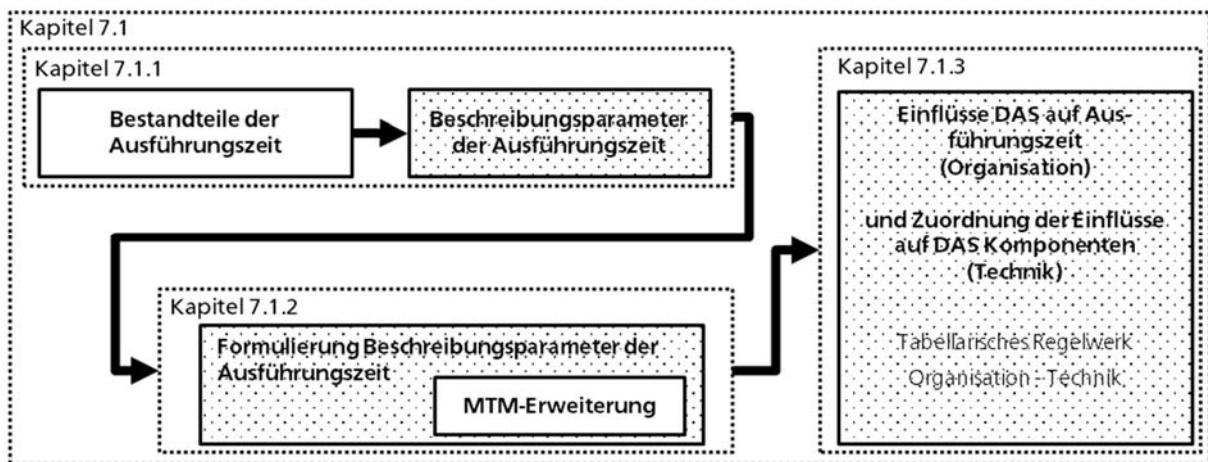 Kapitel 7.1
Kapitel 7.1.1
Bestandteile der
Ausführungszeit
Beschreibungsparameter
der Ausführungszeit
Kapitel 7.1.2
Formulierung Beschreibungsparameter der
Ausführungszeit
MTM-Erweiterung
Kapitel 7.1.3
Einflüsse DAS auf Aus-
führungszeit
(Organisation)
und Zuordnung der Einflüsse
auf DAS Komponenten
(Technik)
Tabellarisches Regelwerk
Organisation - Technik